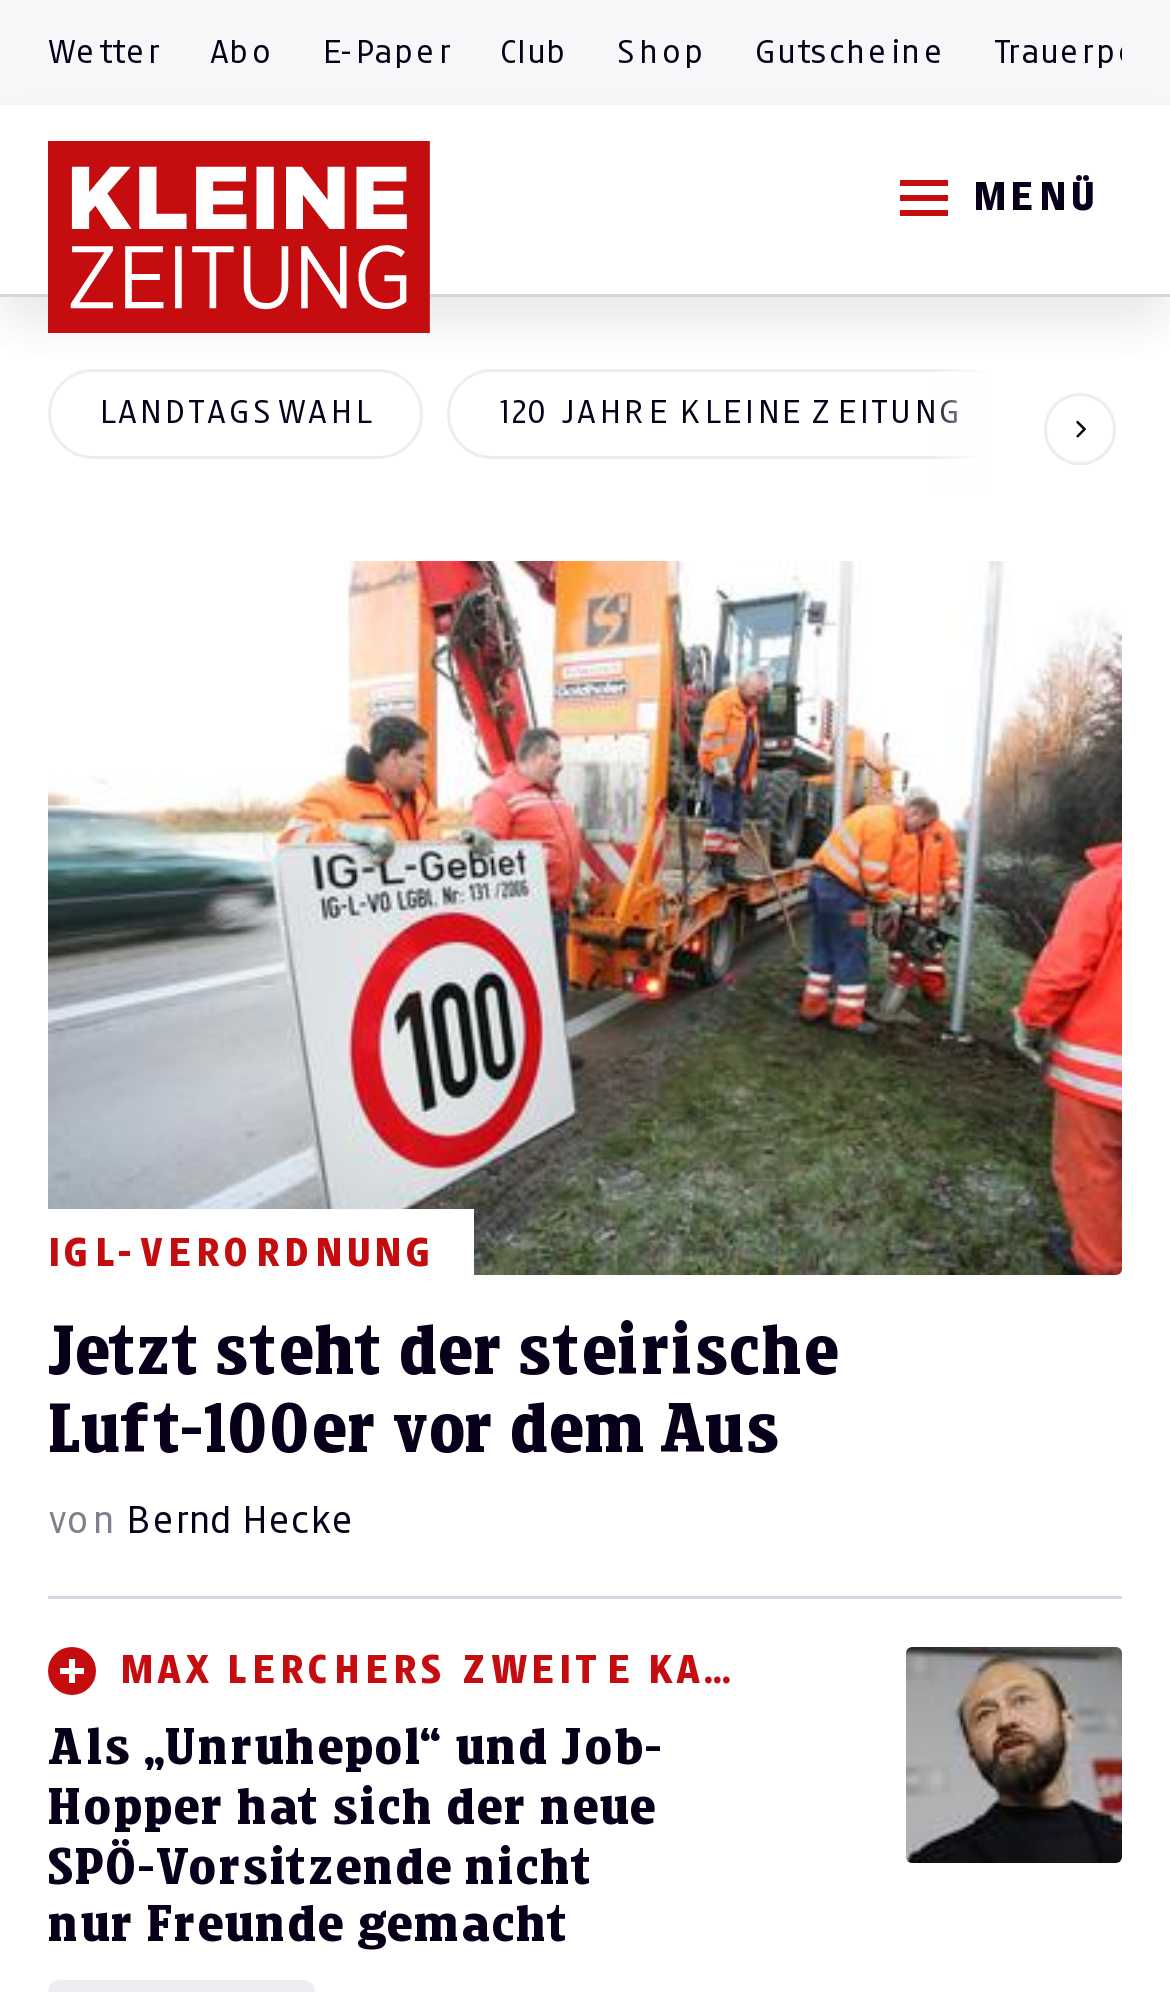 Wetter Abo E-Paper Club Shop Gutscheine Trauerpo
KLEINE
ZEITUNG
MENÜ
LANDTAGSWAHL 120 JAHRE KLEINE ZEITUNG
IG-L-Gebiet
IG-L-VO LGBl. Nr: 131/2006
100
IGL-VERORDNUNG
Jetzt steht der steirische
Luft-100er vor dem Aus
von Bernd Hecke
MAX LERCHERS ZWEITE KA...
Als „Unruhepol“ und Job-
Hopper hat sich der neue
SPÖ-Vorsitzende nicht
nur Freunde gemacht